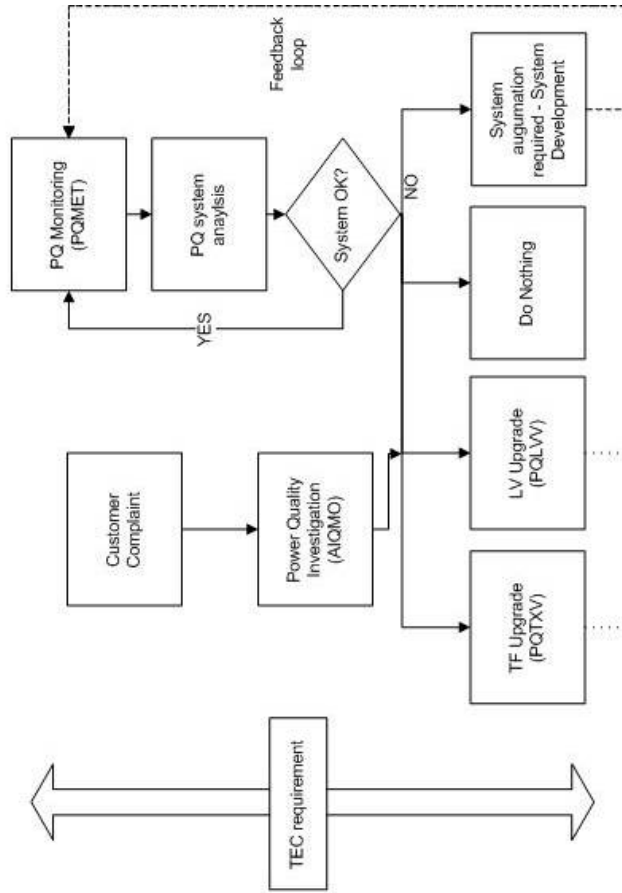 PQ Monitoring
(PQMET)
Feedback
loop
PQ system
anaylsis
System OK?
YES
NO
Customer
Complaint
Power Quality
Investigation
(AIQMO)
System
augumation
required - System
Development
Do Nothing
LV Upgrade
(PQLVV)
TF Upgrade
(PQTXV)
TEC requirement